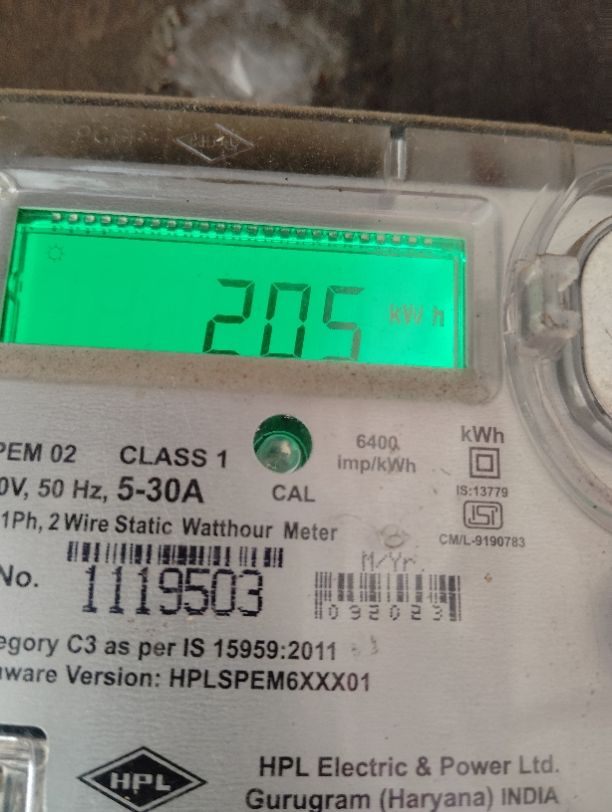 205 kWh
PEM 02 CLASS 1
6400
imp/kWh
kWh
0V, 50 Hz, 5-30A
CAL
IS:13779
ISI
1Ph, 2 Wire Static Watthour Meter
CM/L-9190783
M/Yr.
No. 1119503
092023
egory C3 as per IS 15959:2011
ware Version: HPLSPEM6XXX01
HPL
HPL Electric & Power Ltd.
Gurugram (Haryana) INDIA